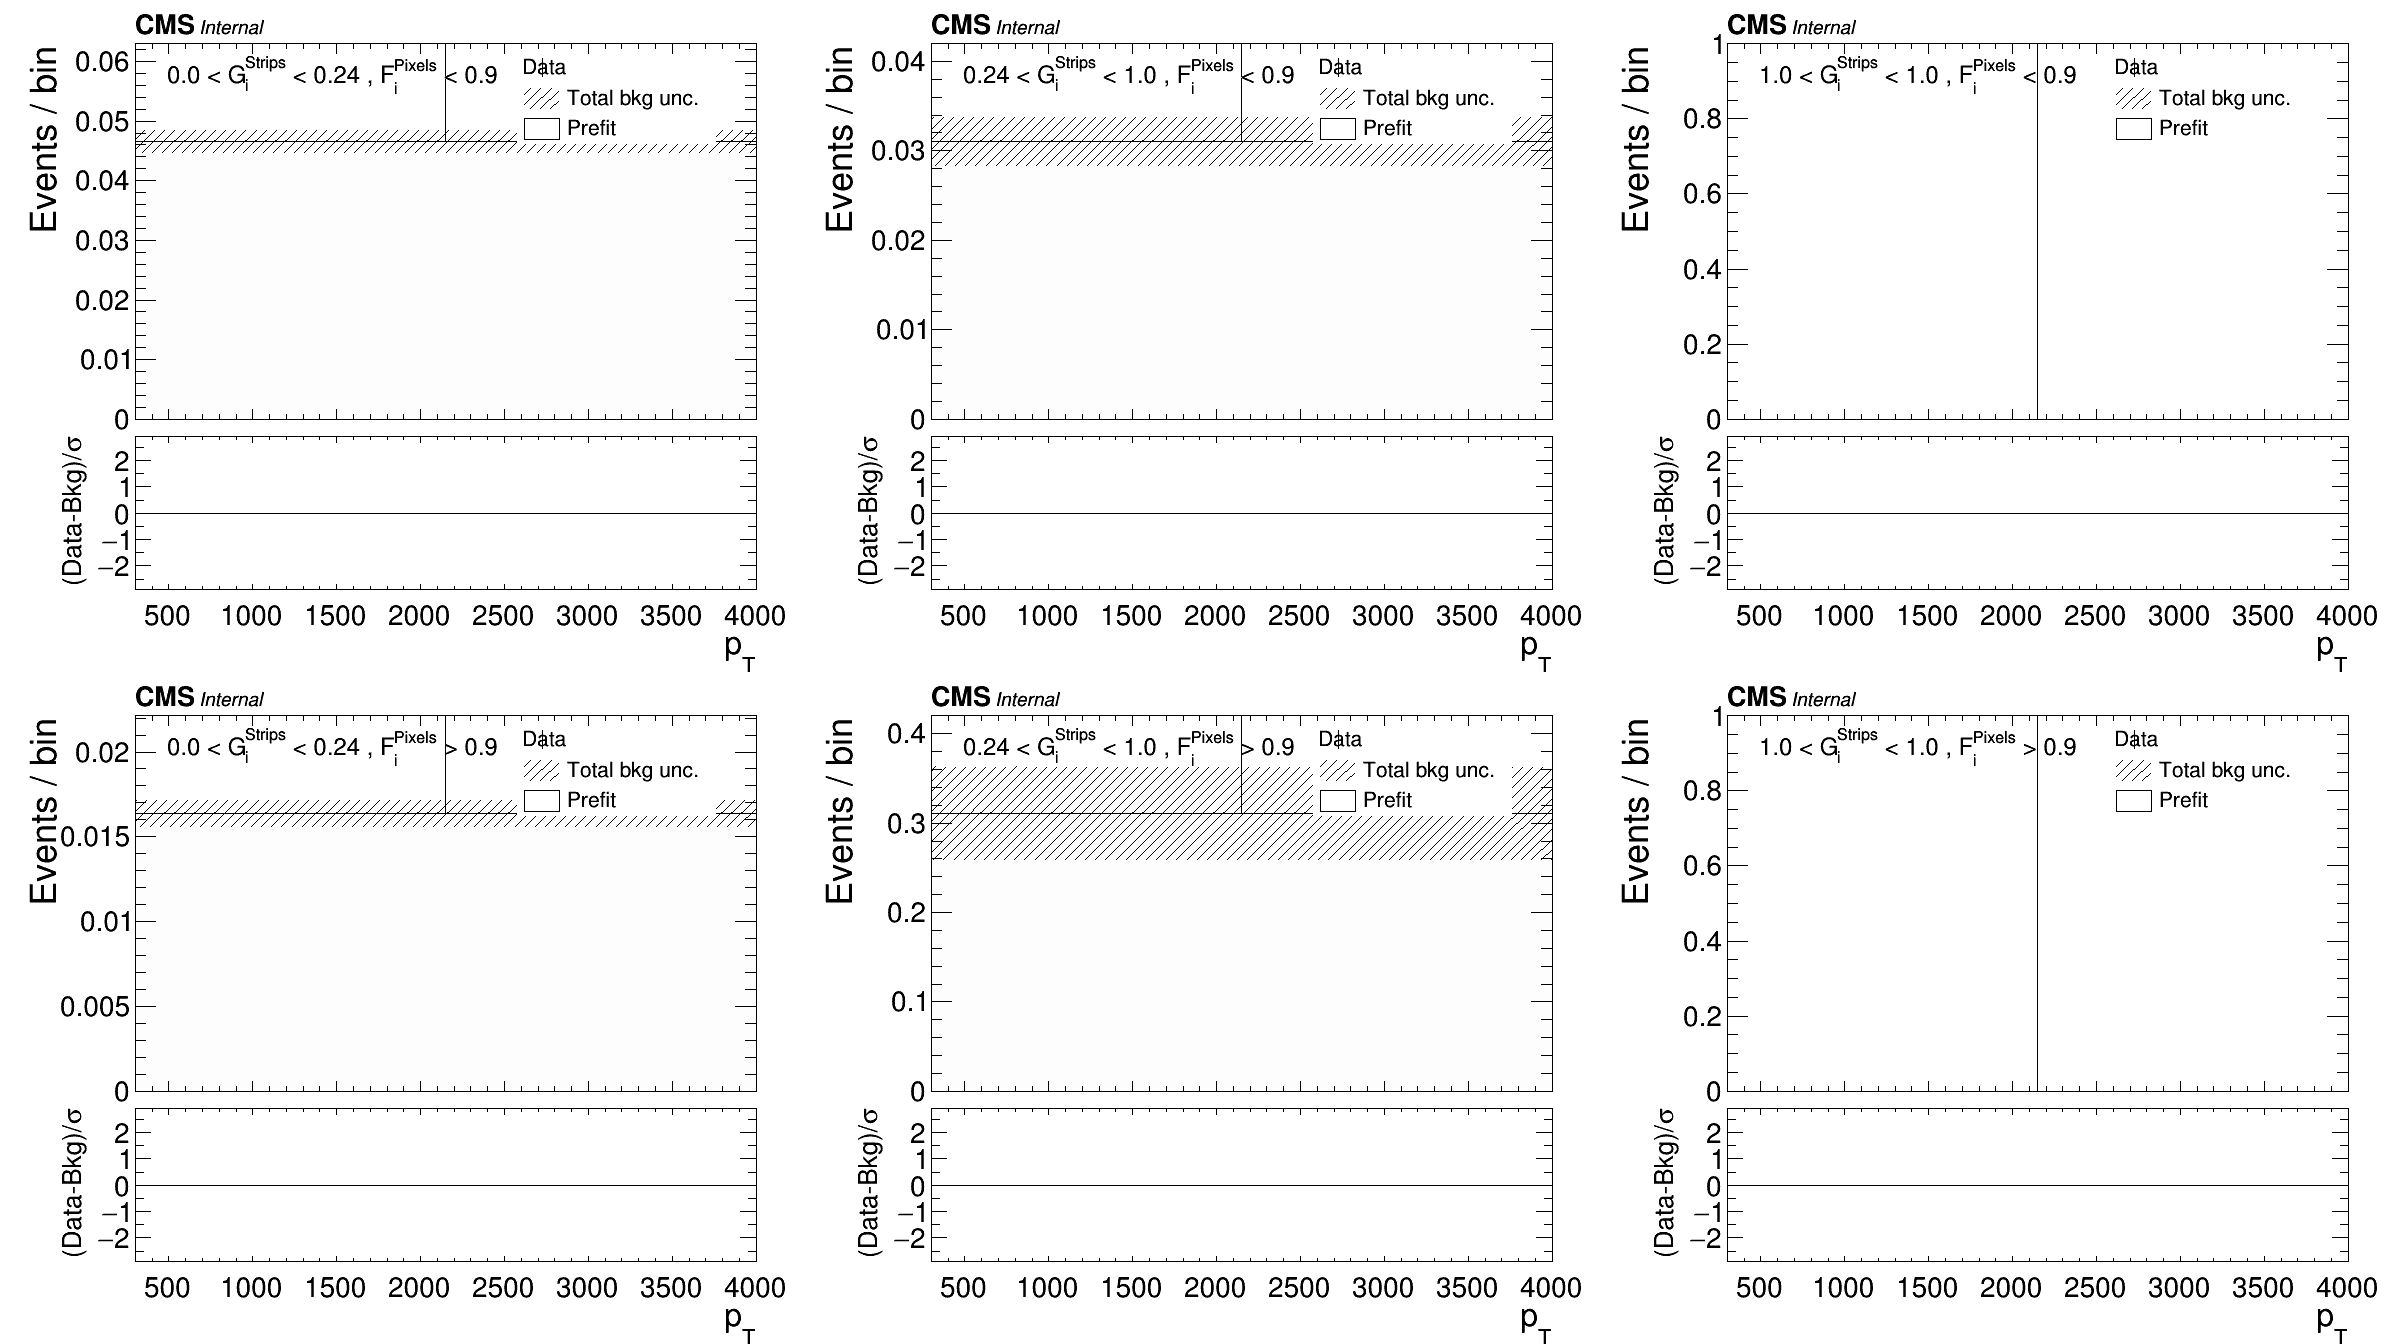 CMS Internal
Events / bin
0.0 < G_i^Strips < 0.24 , F_i^Pixels < 0.9
Data
Total bkg unc.
Prefit
0.06
0.05
0.04
0.03
0.02
0.01
0
(Data-Bkg)/σ
2
1
0
−1
−2
500 1000 1500 2000 2500 3000 3500 4000
p_T
CMS Internal
Events / bin
0.24 < G_i^Strips < 1.0 , F_i^Pixels < 0.9
Data
Total bkg unc.
Prefit
0.04
0.03
0.02
0.01
0
(Data-Bkg)/σ
2
1
0
−1
−2
500 1000 1500 2000 2500 3000 3500 4000
p_T
CMS Internal
Events / bin
1.0 < G_i^Strips < 1.0 , F_i^Pixels < 0.9
Data
Total bkg unc.
Prefit
1
0.8
0.6
0.4
0.2
0
(Data-Bkg)/σ
2
1
0
−1
−2
500 1000 1500 2000 2500 3000 3500 4000
p_T
CMS Internal
Events / bin
0.0 < G_i^Strips < 0.24 , F_i^Pixels > 0.9
Data
Total bkg unc.
Prefit
0.02
0.015
0.01
0.005
0
(Data-Bkg)/σ
2
1
0
−1
−2
500 1000 1500 2000 2500 3000 3500 4000
p_T
CMS Internal
Events / bin
0.24 < G_i^Strips < 1.0 , F_i^Pixels > 0.9
Data
Total bkg unc.
Prefit
0.4
0.3
0.2
0.1
0
(Data-Bkg)/σ
2
1
0
−1
−2
500 1000 1500 2000 2500 3000 3500 4000
p_T
CMS Internal
Events / bin
1.0 < G_i^Strips < 1.0 , F_i^Pixels > 0.9
Data
Total bkg unc.
Prefit
1
0.8
0.6
0.4
0.2
0
(Data-Bkg)/σ
2
1
0
−1
−2
500 1000 1500 2000 2500 3000 3500 4000
p_T